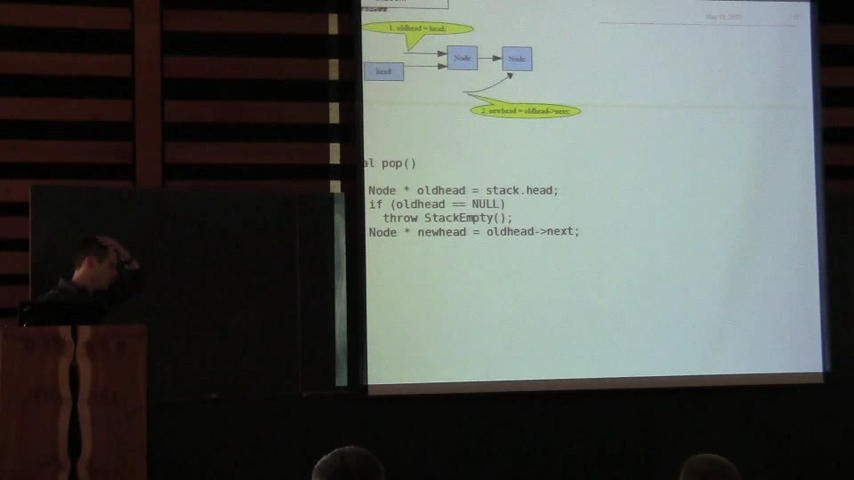 1. oldhead = head;
Node
Node
head
2. newhead = oldhead->next;
al pop()
Node * oldhead = stack.head;
if (oldhead == NULL)
throw StackEmpty();
Node * newhead = oldhead->next;